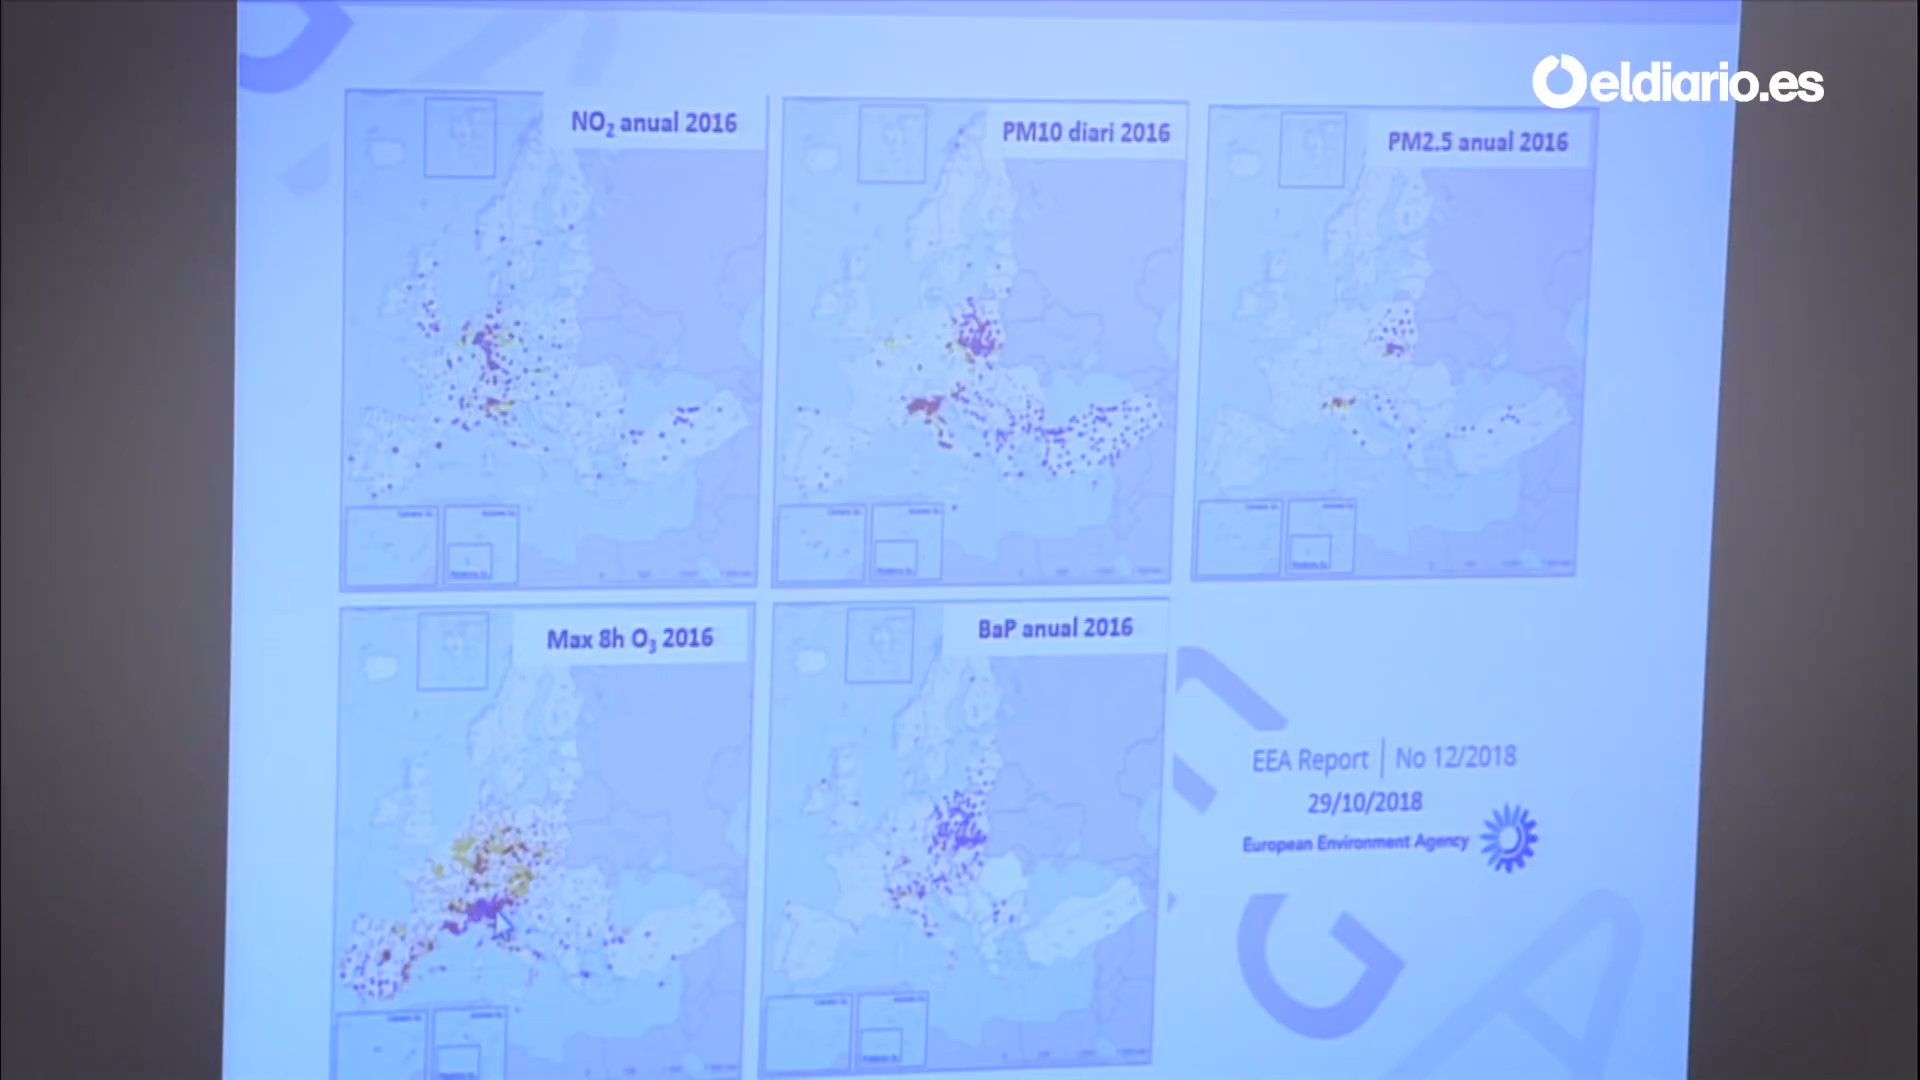 eldiario.es
NO₂ anual 2016
PM10 diari 2016
PM2.5 anual 2016
Max 8h O₃ 2016
BaP anual 2016
EEA Report | No 12/2018
29/10/2018
European Environment Agency